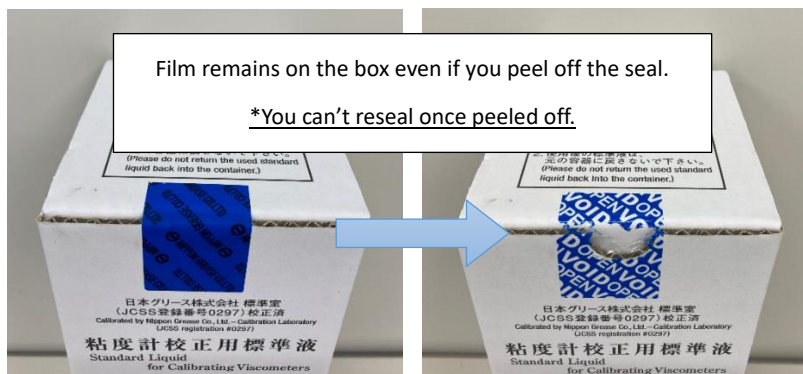 Film remains on the box even if you peel off the seal.
*You can't reseal once peeled off.
(Please do not return the used standard
liquid back into the container.)
日本グリース株式会社 標準室
(JCSS登録番号0297) 校正済
Calibrated by Nippon Grease Co., Ltd.-Calibration Laboratory
(JCSS registration #0297)
粘度計校正用標準液
Standard Liquid
for Calibrating Viscometers
元の容器に戻さないで下さい。
(Please do not return the used standard
liquid back into the container.)
OPEN VOID
日本グリース株式会社 標準室
(JCSS登録番号0297) 校正済
Calibrated by Nippon Grease Co., Ltd.-Calibration Laboratory
(JCSS registration #0297)
粘度計校正用標準液
Standard Liquid
for Calibrating Viscometers